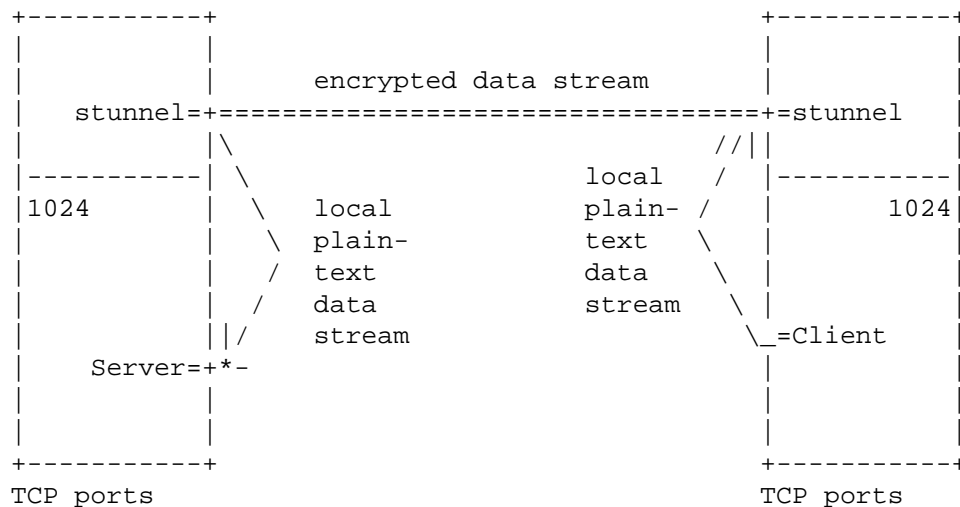 +-----------+                                  +-----------+
|           |                                  |           |
|           |      encrypted data stream       |           |
|   stunnel=+==================================+=stunnel   |
|           |\                              //||           |
|-----------| \                    local   /   |-----------|
|1024       |  \   local           plain- /    |       1024|
|           |   \  plain-          text   \    |           |
|           |   /  text            data    \   |           |
|           |  /   data            stream   \  |           |
|           ||/    stream                    \_=Client     |
|    Server=+*-                                |           |
|           |                                  |           |
|           |                                  |           |
+-----------+                                  +-----------+
TCP ports                                      TCP ports